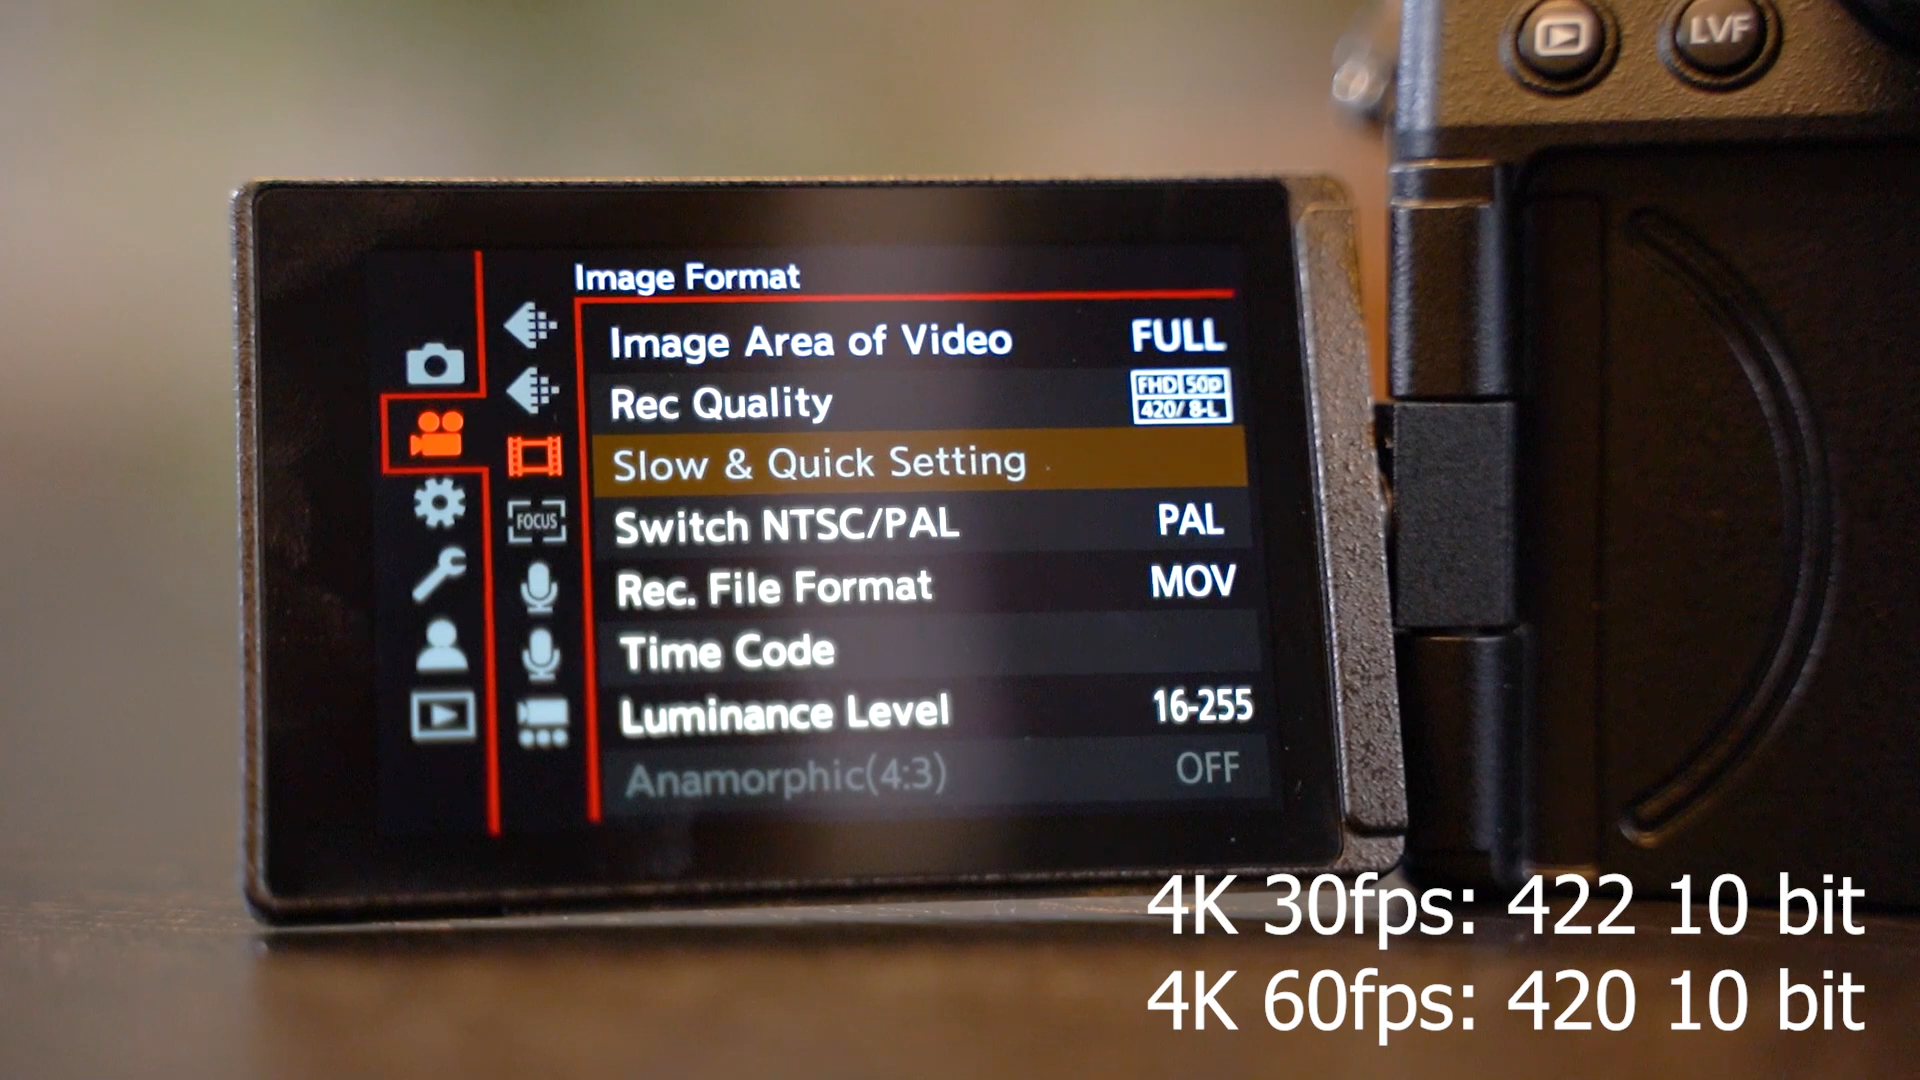 LVF
Image Format
Image Area of Video FULL
Rec Quality FHD 50p
420/ 8-L
Slow & Quick Setting
FOCUS
Switch NTSC/PAL PAL
Rec. File Format MOV
Time Code
Luminance Level 16-255
Anamorphic(4:3) OFF
4K 30fps: 422 10 bit
4K 60fps: 420 10 bit